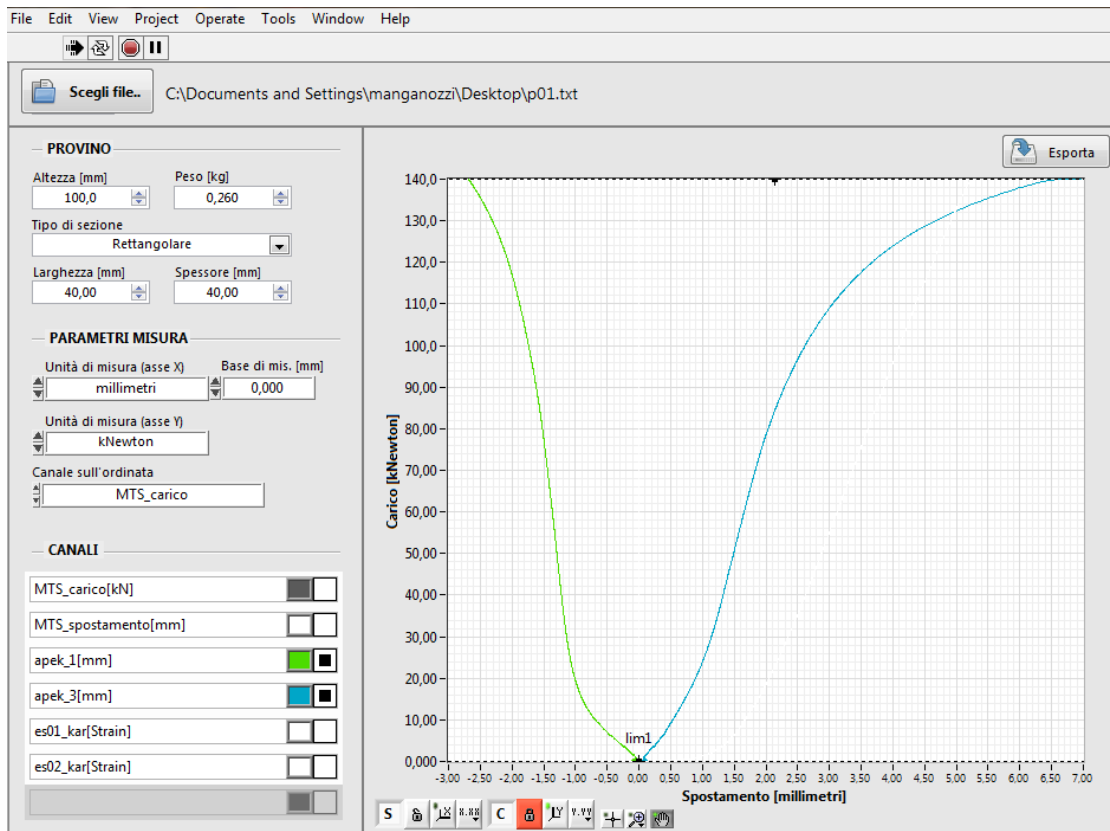 File Edit View Project Operate Tools Window Help
Scegli file.. C:\Documents and Settings\manganozzi\Desktop\p01.txt
PROVINO
Altezza [mm] Peso [kg]
100,0 0,260
Tipo di sezione
Rettangolare
Larghezza [mm] Spessore [mm]
40,00 40,00
PARAMETRI MISURA
Unità di misura (asse X) Base di mis. [mm]
millimetri 0,000
Unità di misura (asse Y)
kNewton
Canale sull'ordinata
MTS_carico
CANALI
MTS_carico[kN]
MTS_spostamento[mm]
apek_1[mm]
apek_3[mm]
es01_kar[Strain]
es02_kar[Strain]
Esporta
140,0
130,0
120,0
110,0
100,0
90,00
80,00
70,00
60,00
50,00
40,00
30,00
20,00
10,00
0,000
Carico [kNewton]
lim1
-3,00 -2,50 -2,00 -1,50 -1,00 -0,50 0,00 0,50 1,00 1,50 2,00 2,50 3,00 3,50 4,00 4,50 5,00 5,50 6,00 6,50 7,00
Spostamento [millimetri]
S X X.XX C Y Y.YY